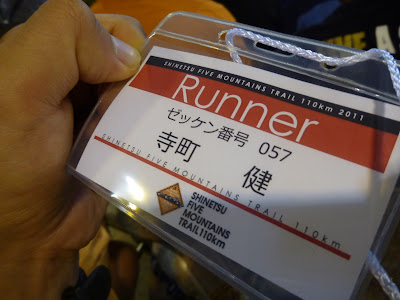 SHINETSU FIVE MOUNTAINS TRAIL 110km 2011
Runner
ゼッケン番号 057
寺町 健
SHINETSU FIVE MOUNTAINS TRAIL 110km
SHINETSU
FIVE
MOUNTAINS
TRAIL110km